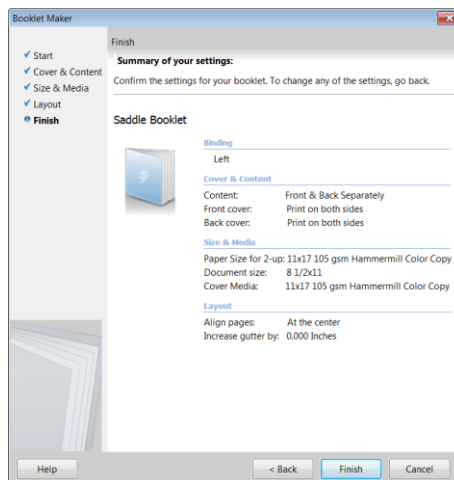 Booklet Maker
Start
Cover & Content
Size & Media
Layout
Finish
Finish
Summary of your settings:
Confirm the settings for your booklet. To change any of the settings, go back.
Saddle Booklet
Binding
Left
Cover & Content
Content: Front & Back Separately
Front cover: Print on both sides
Back cover: Print on both sides
Size & Media
Paper Size for 2-up: 11x17 105 gsm Hammermill Color Copy
Document size: 8 1/2x11
Cover Media: 11x17 105 gsm Hammermill Color Copy
Layout
Align pages: At the center
Increase gutter by: 0.000 Inches
Help < Back Finish Cancel